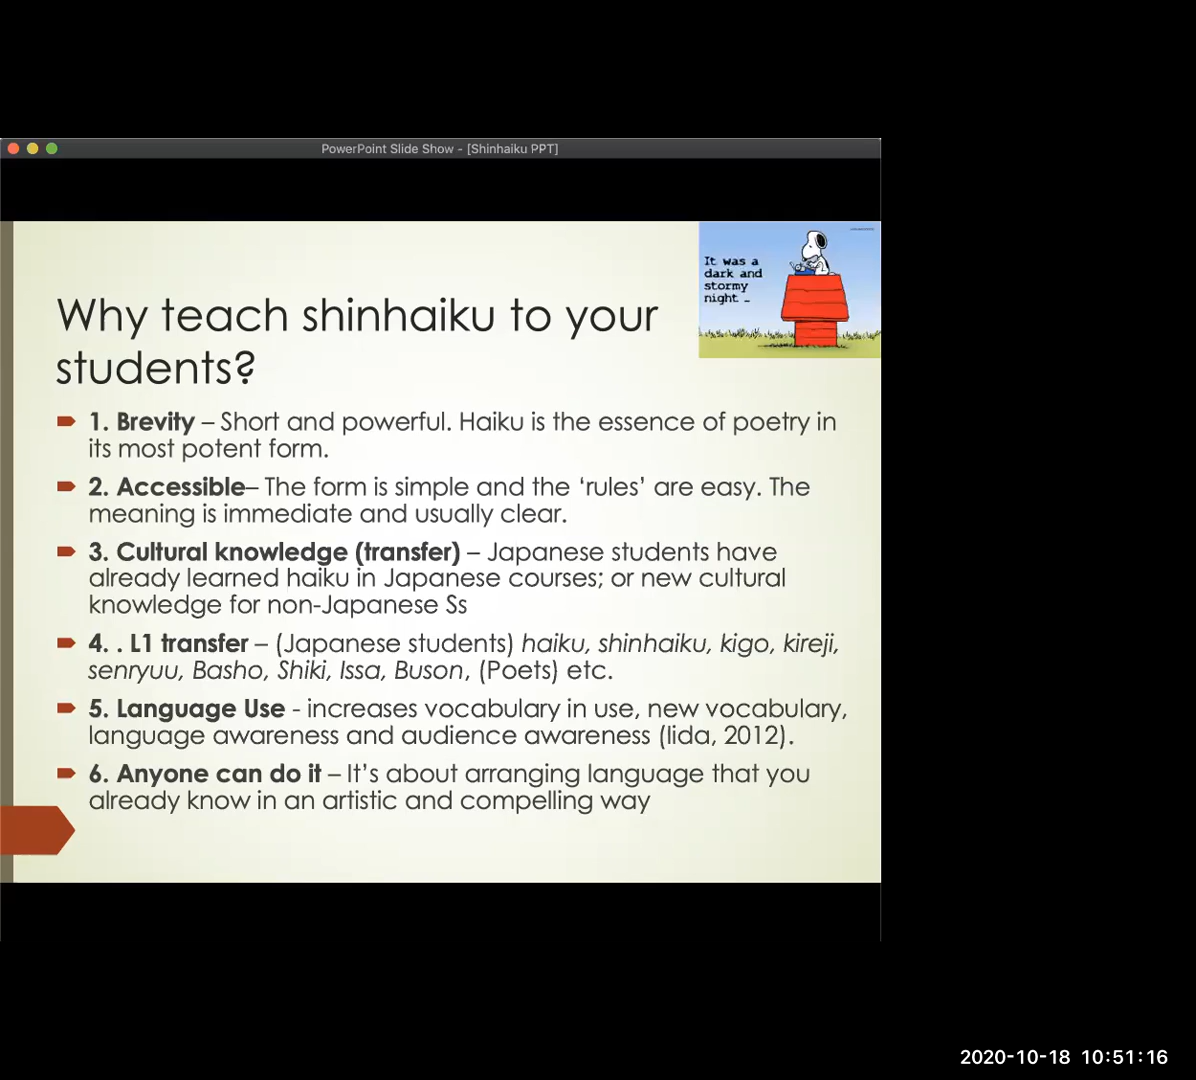 PowerPoint Slide Show - [Shinhaiku PPT]
It was a
dark and
stormy
night …
Why teach shinhaiku to your
students?
1. Brevity – Short and powerful. Haiku is the essence of poetry in
its most potent form.
2. Accessible– The form is simple and the ‘rules’ are easy. The
meaning is immediate and usually clear.
3. Cultural knowledge (transfer) – Japanese students have
already learned haiku in Japanese courses; or new cultural
knowledge for non-Japanese Ss
4. . L1 transfer – (Japanese students) haiku, shinhaiku, kigo, kireji,
senryuu, Basho, Shiki, Issa, Buson, (Poets) etc.
5. Language Use - increases vocabulary in use, new vocabulary,
language awareness and audience awareness (Iida, 2012).
6. Anyone can do it – It’s about arranging language that you
already know in an artistic and compelling way
2020-10-18 10:51:16